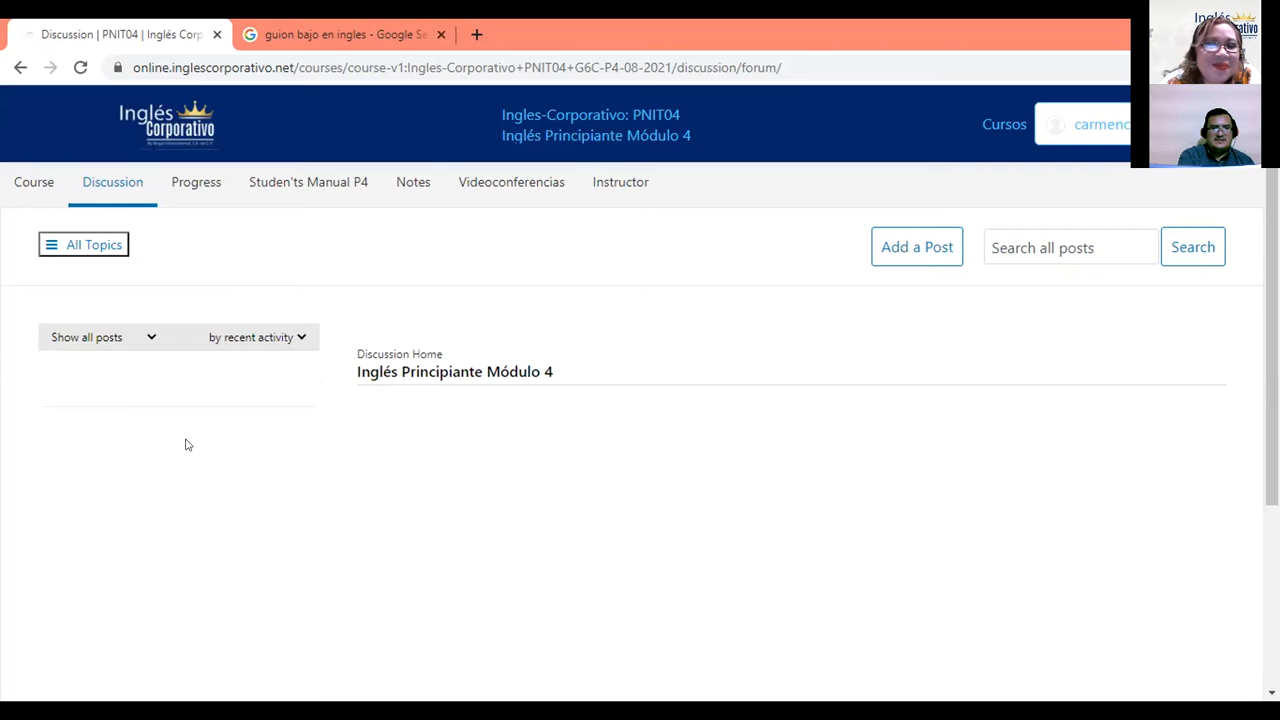 Discussion | PNIT04 | Inglés Corp
guion bajo en ingles - Google Se
online.inglescorporativo.net/courses/course-v1:Ingles-Corporativo+PNIT04+G6C-P4-08-2021/discussion/forum/
Inglés
Corporativo
Ingles-Corporativo: PNIT04
Inglés Principiante Módulo 4
Cursos
carmenc
Course
Discussion
Progress
Studen'ts Manual P4
Notes
Videoconferencias
Instructor
All Topics
Add a Post
Search all posts
Search
Show all posts
by recent activity
Discussion Home
Inglés Principiante Módulo 4